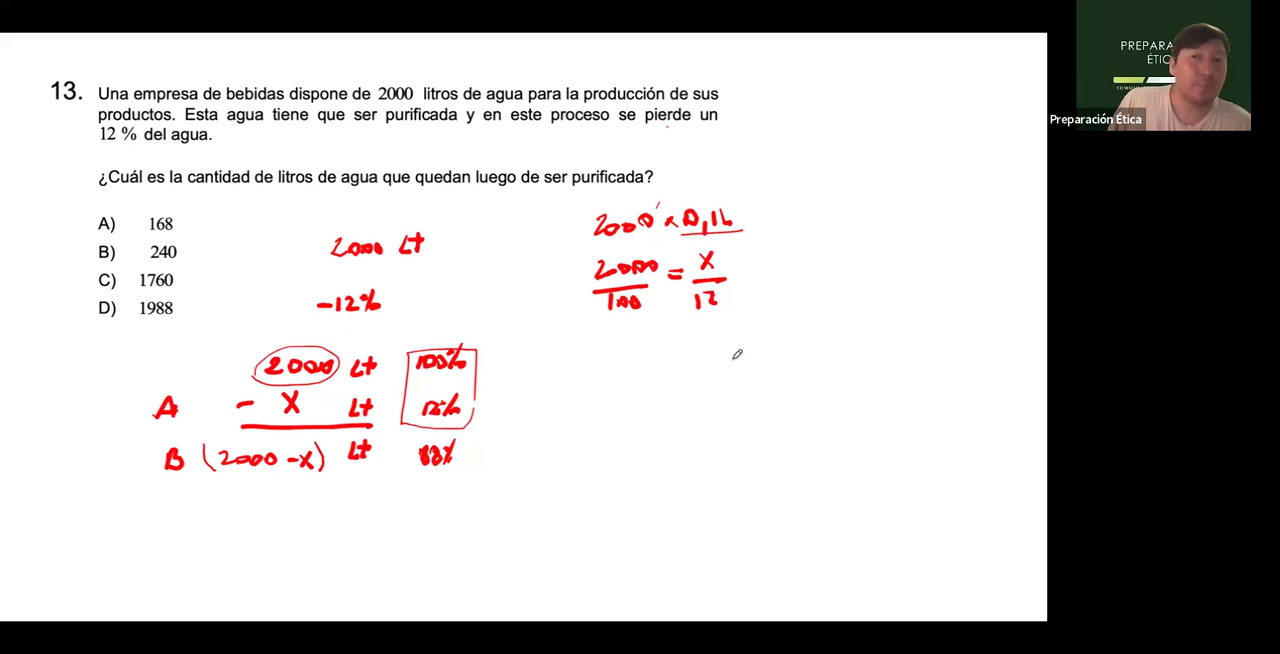 13. Una empresa de bebidas dispone de 2000 litros de agua para la producción de sus
productos. Esta agua tiene que ser purificada y en este proceso se pierde un
12 % del agua.
¿Cuál es la cantidad de litros de agua que quedan luego de ser purificada?
A) 168
B) 240
C) 1760
D) 1988
2000 Lt
-12%
2000 Lt 100%
A - X Lt 12%
B (2000 - X) Lt 88%
2000 × 0,12
2000/100 = X/12
PREPARA
ÉTIC
Preparación Ética